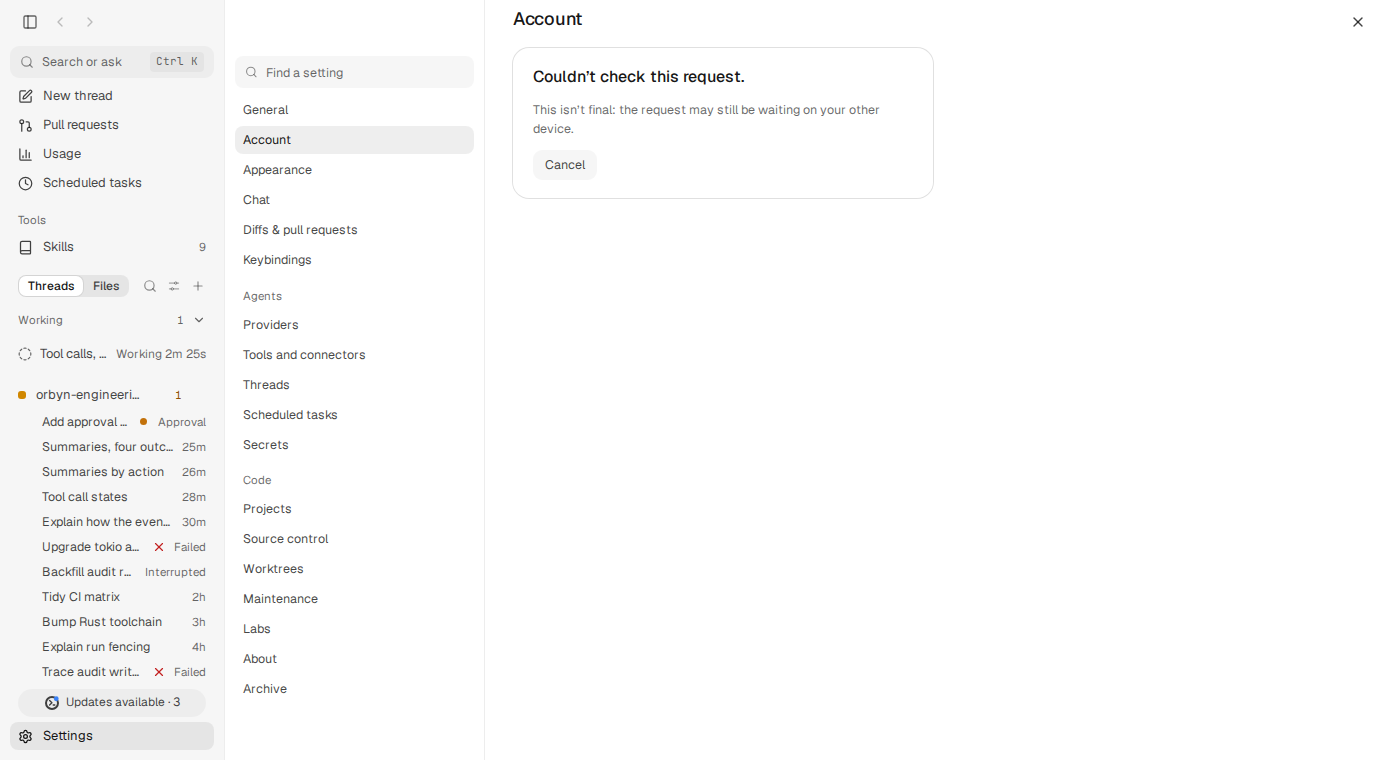 Search or ask
Ctrl K
New thread
Pull requests
Usage
Scheduled tasks
Tools
Skills
9
Threads
Files
Working
1
Tool calls, ...
Working 2m 25s
orbyn-engineeri...
1
Add approval ...
Approval
Summaries, four outc...
25m
Summaries by action
26m
Tool call states
28m
Explain how the even...
30m
Upgrade tokio a...
Failed
Backfill audit r...
Interrupted
Tidy CI matrix
2h
Bump Rust toolchain
3h
Explain run fencing
4h
Trace audit writ...
Failed
Updates available · 3
Settings
Find a setting
General
Account
Appearance
Chat
Diffs & pull requests
Keybindings
Agents
Providers
Tools and connectors
Threads
Scheduled tasks
Secrets
Code
Projects
Source control
Worktrees
Maintenance
Labs
About
Archive
Account
Couldn't check this request.
This isn't final: the request may still be waiting on your other
device.
Cancel